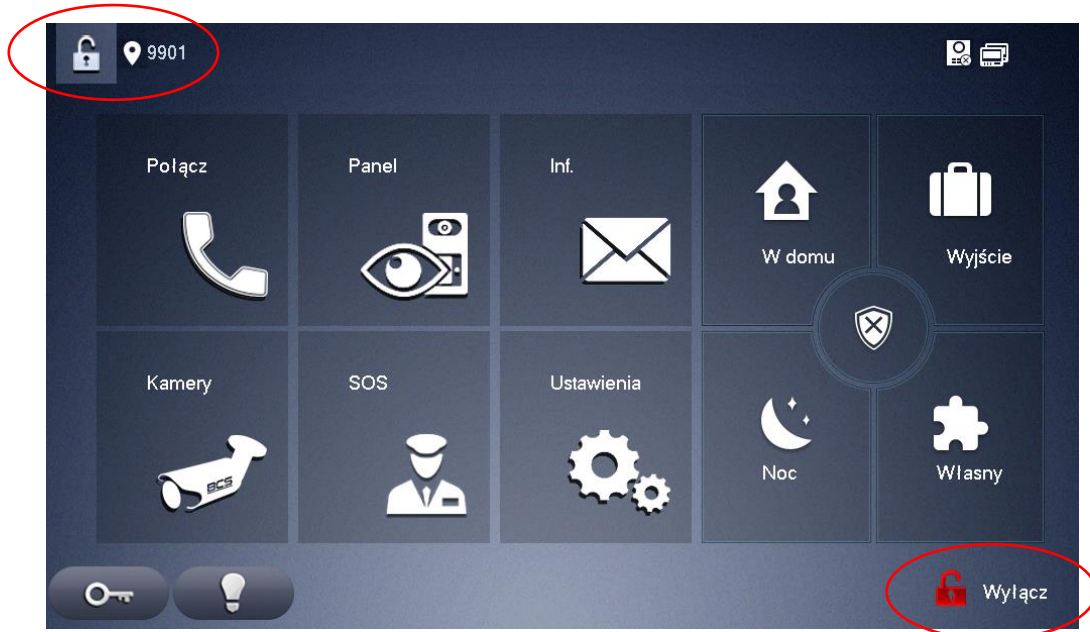 9901
Połącz
Panel
Inf.
W domu
Wyjście
Kamery
SOS
Ustawienia
BCS
Noc
Własny
Wyłącz